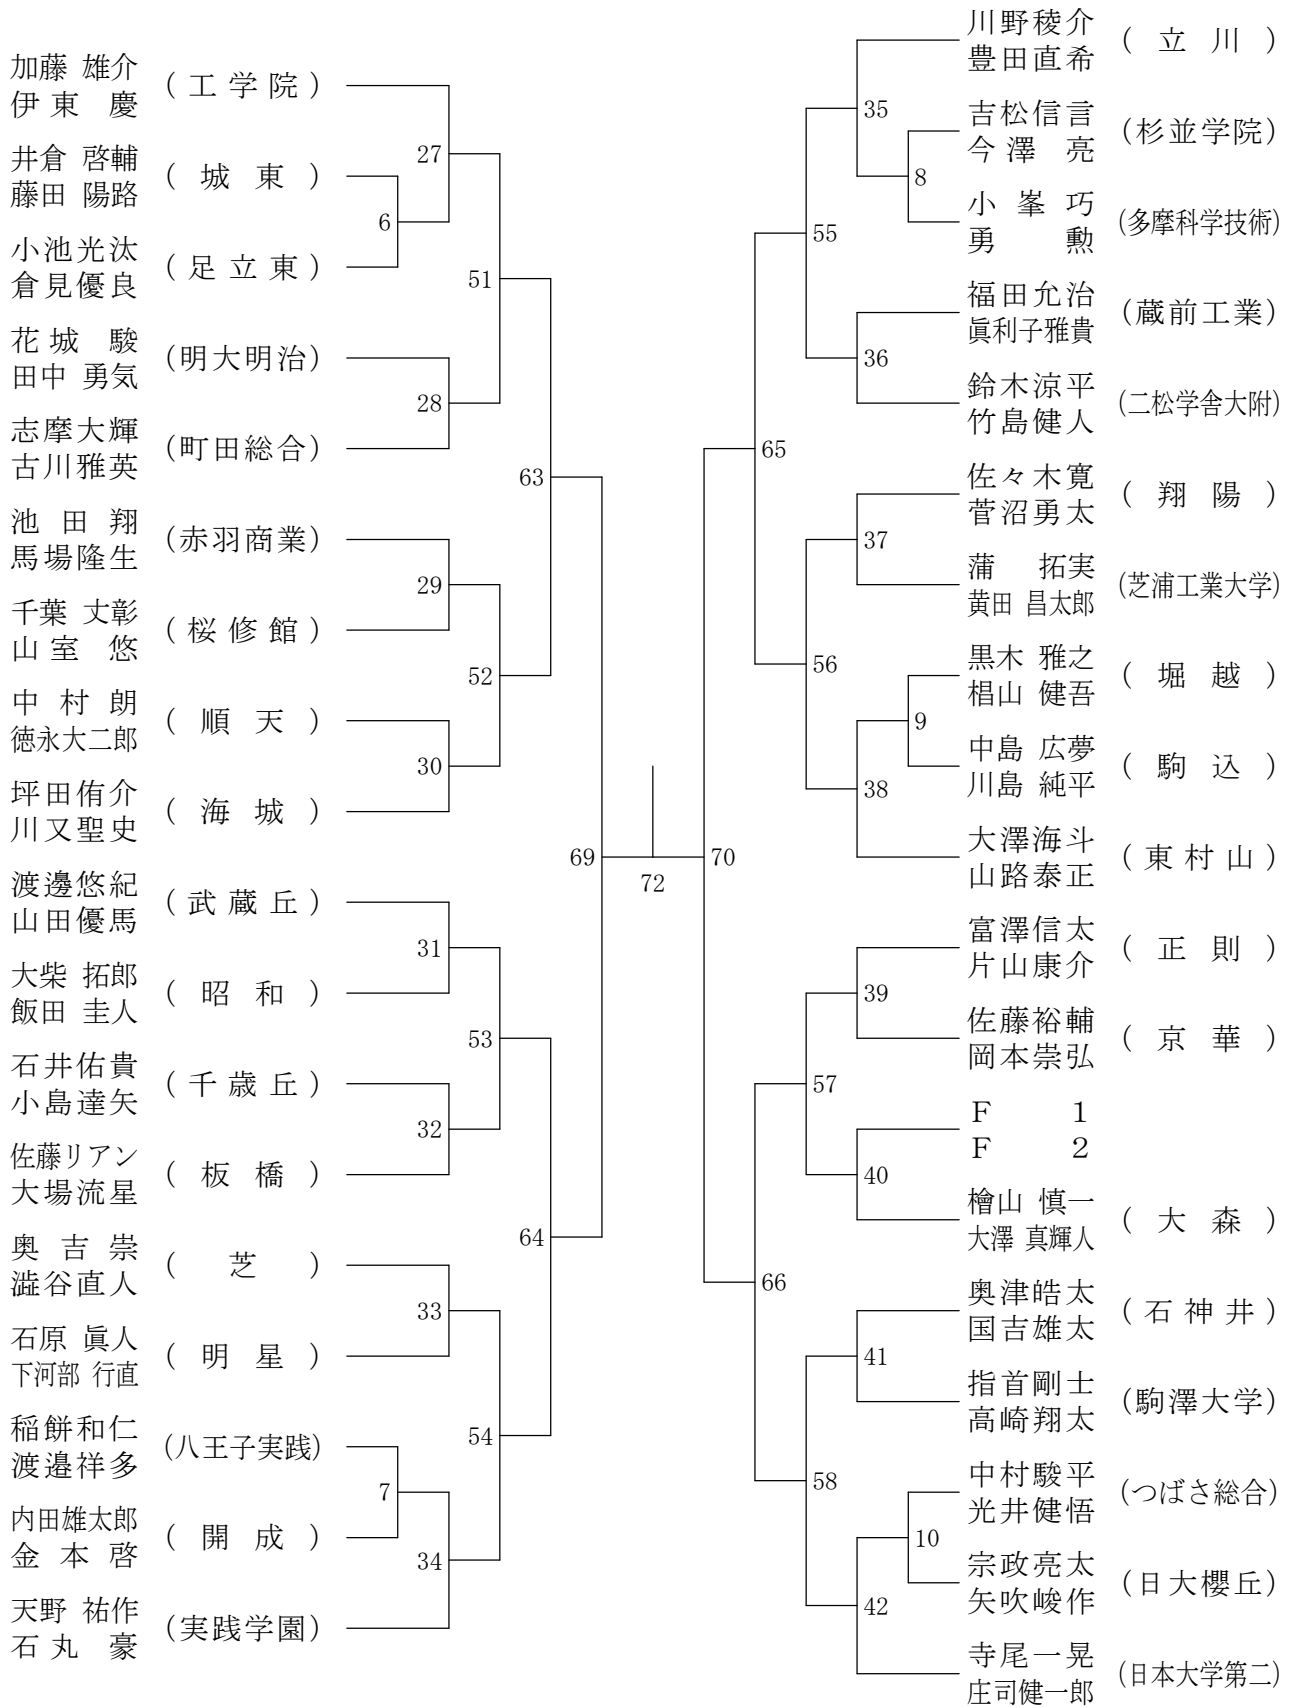 加藤 雄介
伊東 慶
(工学院)
井倉 啓輔
藤田 陽路
(城東)
小池光汰
倉見優良
(足立東)
花城 駿
田中 勇気
(明大明治)
志摩大輝
古川雅英
(町田総合)
池田翔
馬場隆生
(赤羽商業)
千葉 丈彰
山室 悠
(桜修館)
中村朗
徳永大二郎
(順天)
坪田侑介
川又聖史
(海城)
渡邊悠紀
山田優馬
(武蔵丘)
大柴 拓郎
飯田 圭人
(昭和)
石井佑貴
小島達矢
(千歳丘)
佐藤リアン
大場流星
(板橋)
奥吉崇
澁谷直人
(芝)
石原 眞人
下河部 行直
(明星)
稲餅和仁
渡邉祥多
(八王子実践)
内田雄太郎
金本啓
(開成)
天野 祐作
石丸 豪
(実践学園)
6
7
27
28
29
30
31
32
33
34
51
52
53
54
63
64
69
72
70
65
66
55
56
57
58
35
36
37
38
39
40
41
42
8
9
10
川野稜介
豊田直希
(立川)
吉松信言
今澤 亮
(杉並学院)
小峯巧
勇勲
(多摩科学技術)
福田允治
眞利子雅貴
(蔵前工業)
鈴木涼平
竹島健人
(二松学舎大附)
佐々木寛
菅沼勇太
(翔陽)
蒲 拓実
黄田 昌太郎
(芝浦工業大学)
黒木 雅之
椙山 健吾
(堀越)
中島 広夢
川島 純平
(駒込)
大澤海斗
山路泰正
(東村山)
富澤信太
片山康介
(正則)
佐藤裕輔
岡本崇弘
(京華)
F 1
F 2
檜山 慎一
大澤 真輝人
(大森)
奥津皓太
国吉雄太
(石神井)
指首剛士
高崎翔太
(駒澤大学)
中村駿平
光井健悟
(つばさ総合)
宗政亮太
矢吹峻作
(日大櫻丘)
寺尾一晃
庄司健一郎
(日本大学第二)